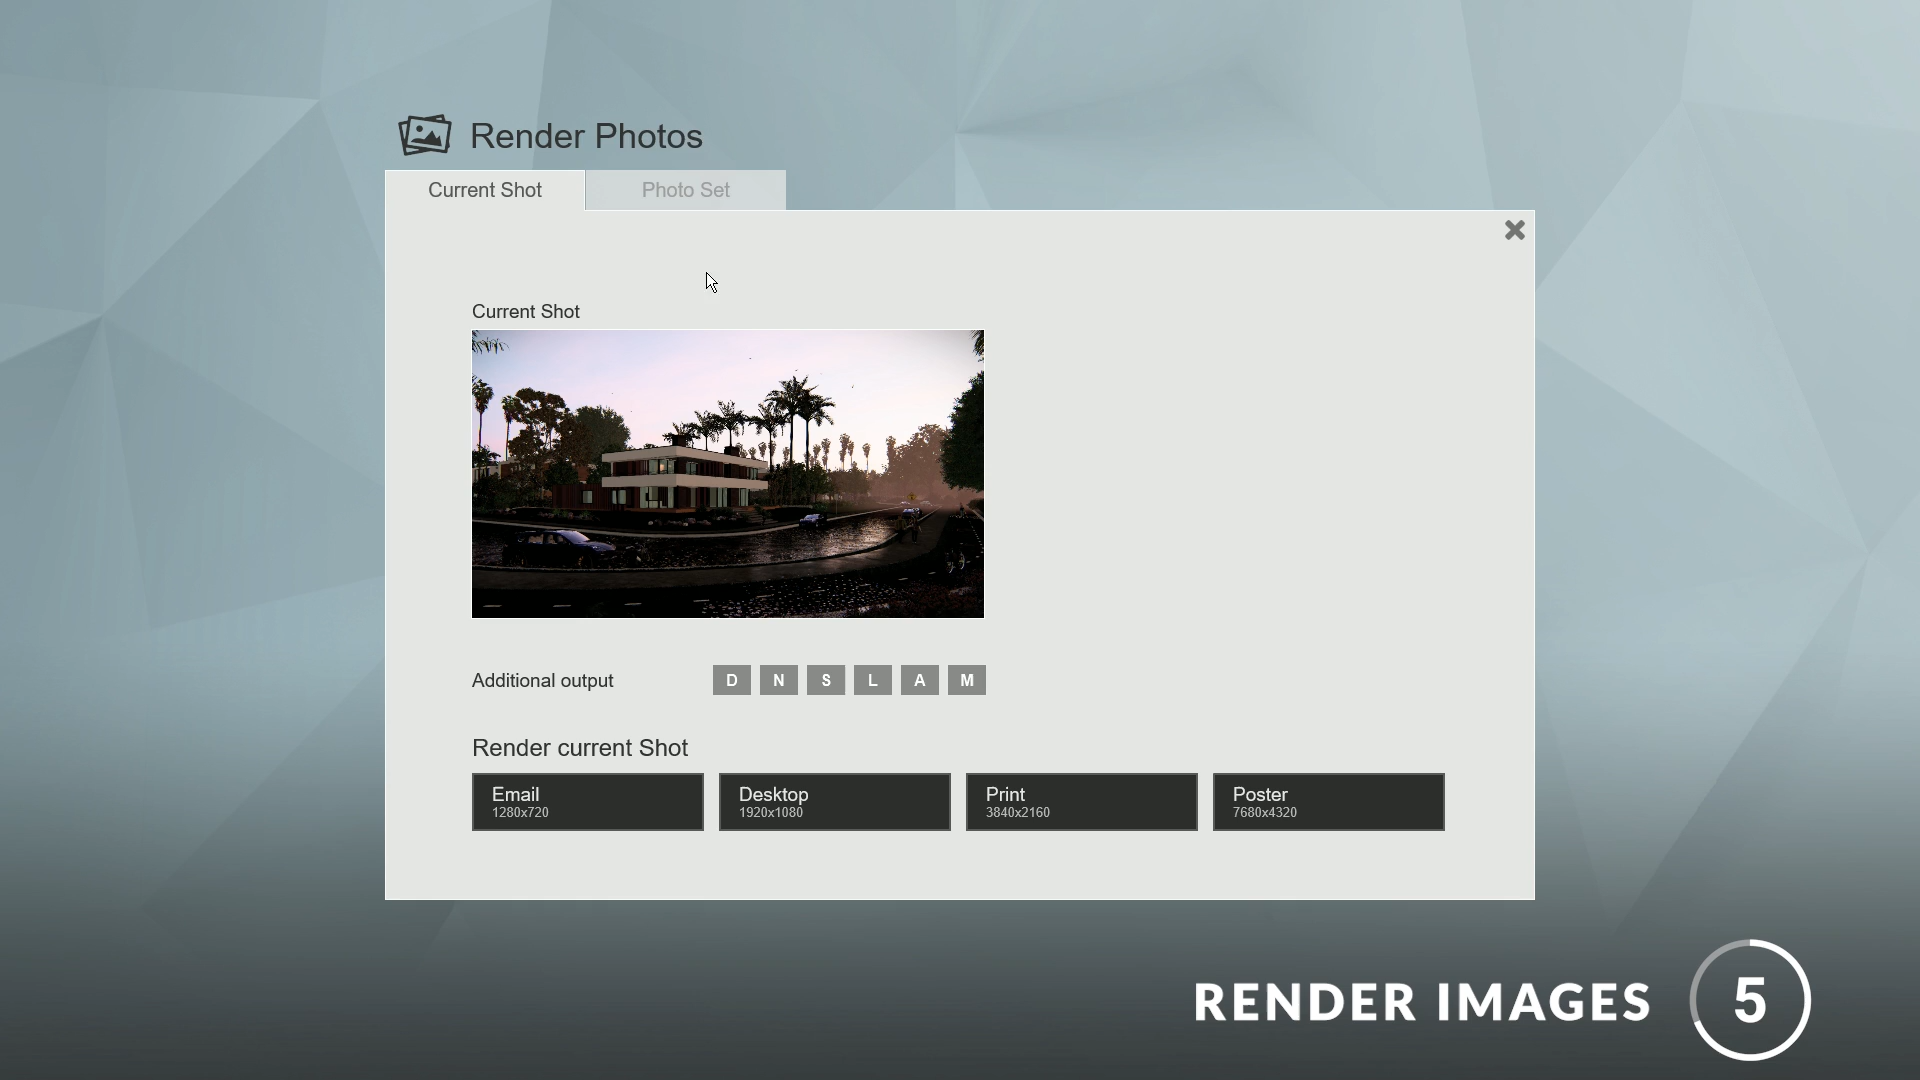 Render Photos
Current Shot
Photo Set
Current Shot
Additional output
D N S L A M
Render current Shot
Email
1280x720
Desktop
1920x1080
Print
3840x2160
Poster
7680x4320
RENDER IMAGES
5